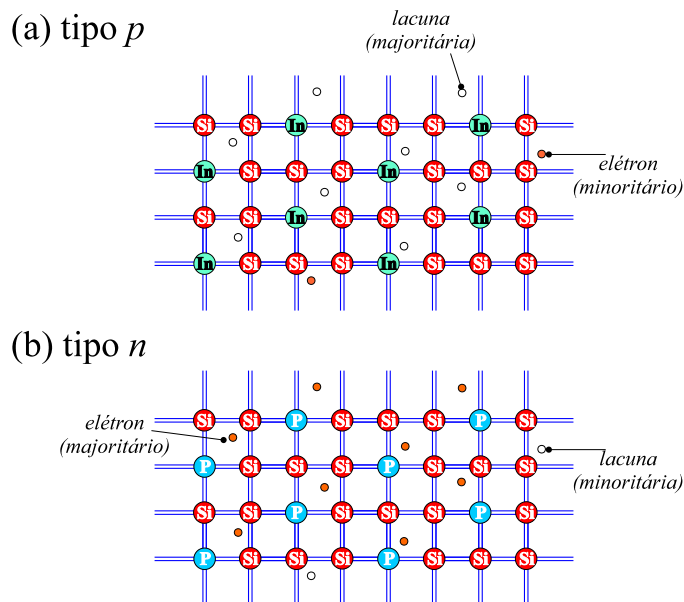 (a) tipo p
lacuna
(majoritária)
Si Si In Si Si Si In Si
elétron
(minoritário)
In Si Si Si In Si Si Si
Si Si In Si Si Si In Si
In Si Si Si In Si Si Si
(b) tipo n
Si Si P Si Si Si P Si
elétron
(majoritário)
P Si Si Si P Si Si Si
lacuna
(minoritária)
Si Si P Si Si Si P Si
P Si Si Si P Si Si Si